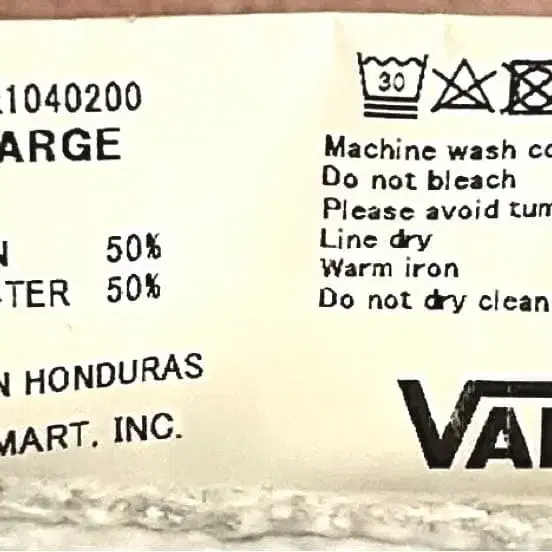 1040200
ARGE
N 50%
TER 50%
N HONDURAS
MART. INC.
30
Machine wash co
Do not bleach
Please avoid tum
Line dry
Warm iron
Do not dry clean
VAN